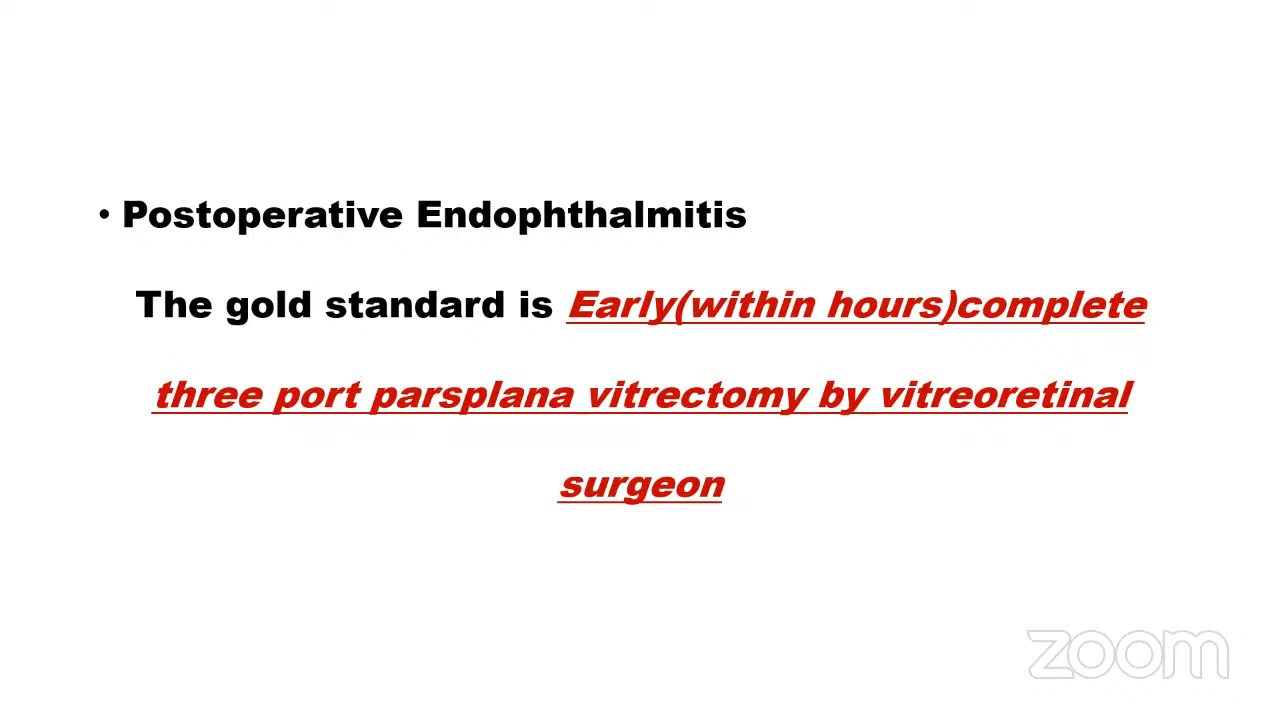 • Postoperative Endophthalmitis
The gold standard is Early(within hours)complete
three port parsplana vitrectomy by vitreoretinal
surgeon
zoom